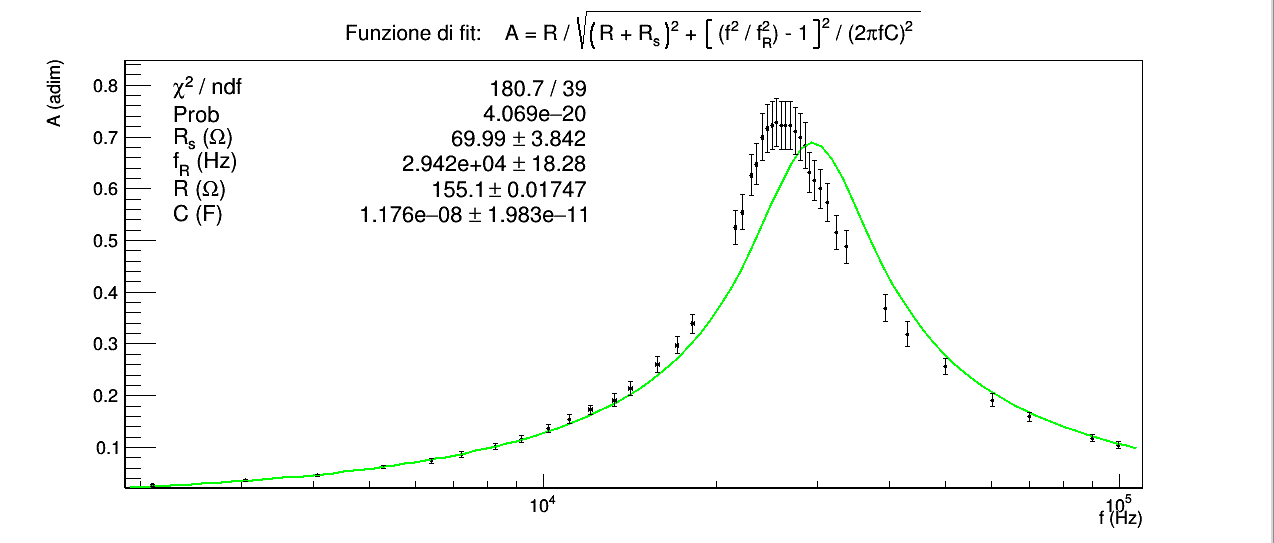 Funzione di fit: A = R / √(R + Rs)² + [ (f² / f²R) - 1 ]² / (2πfC)²
A (adim)
0.8
0.7
0.6
0.5
0.4
0.3
0.2
0.1
χ² / ndf 180.7 / 39
Prob 4.069e–20
Rs (Ω) 69.99 ± 3.842
fR (Hz) 2.942e+04 ± 18.28
R (Ω) 155.1 ± 0.01747
C (F) 1.176e–08 ± 1.983e–11
10⁴ 10⁵
f (Hz)